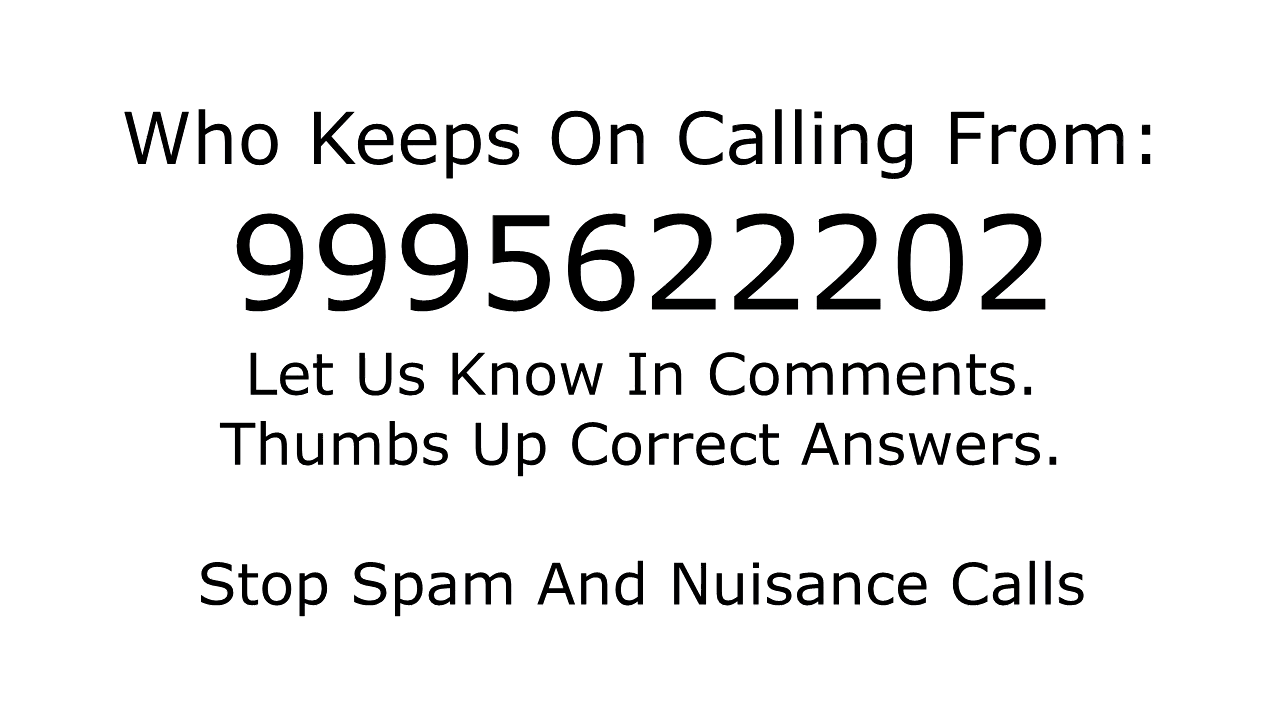 Who Keeps On Calling From:
9995622202
Let Us Know In Comments.
Thumbs Up Correct Answers.
Stop Spam And Nuisance Calls